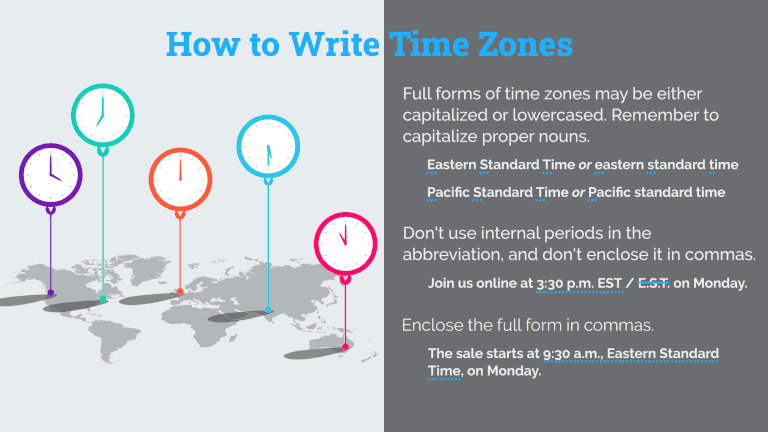 How to Write Time Zones
Full forms of time zones may be either
capitalized or lowercased. Remember to
capitalize proper nouns.
Eastern Standard Time or eastern standard time
Pacific Standard Time or Pacific standard time
Don't use internal periods in the
abbreviation, and don't enclose it in commas.
Join us online at 3:30 p.m. EST / E.S.T. on Monday.
Enclose the full form in commas.
The sale starts at 9:30 a.m., Eastern Standard
Time, on Monday.